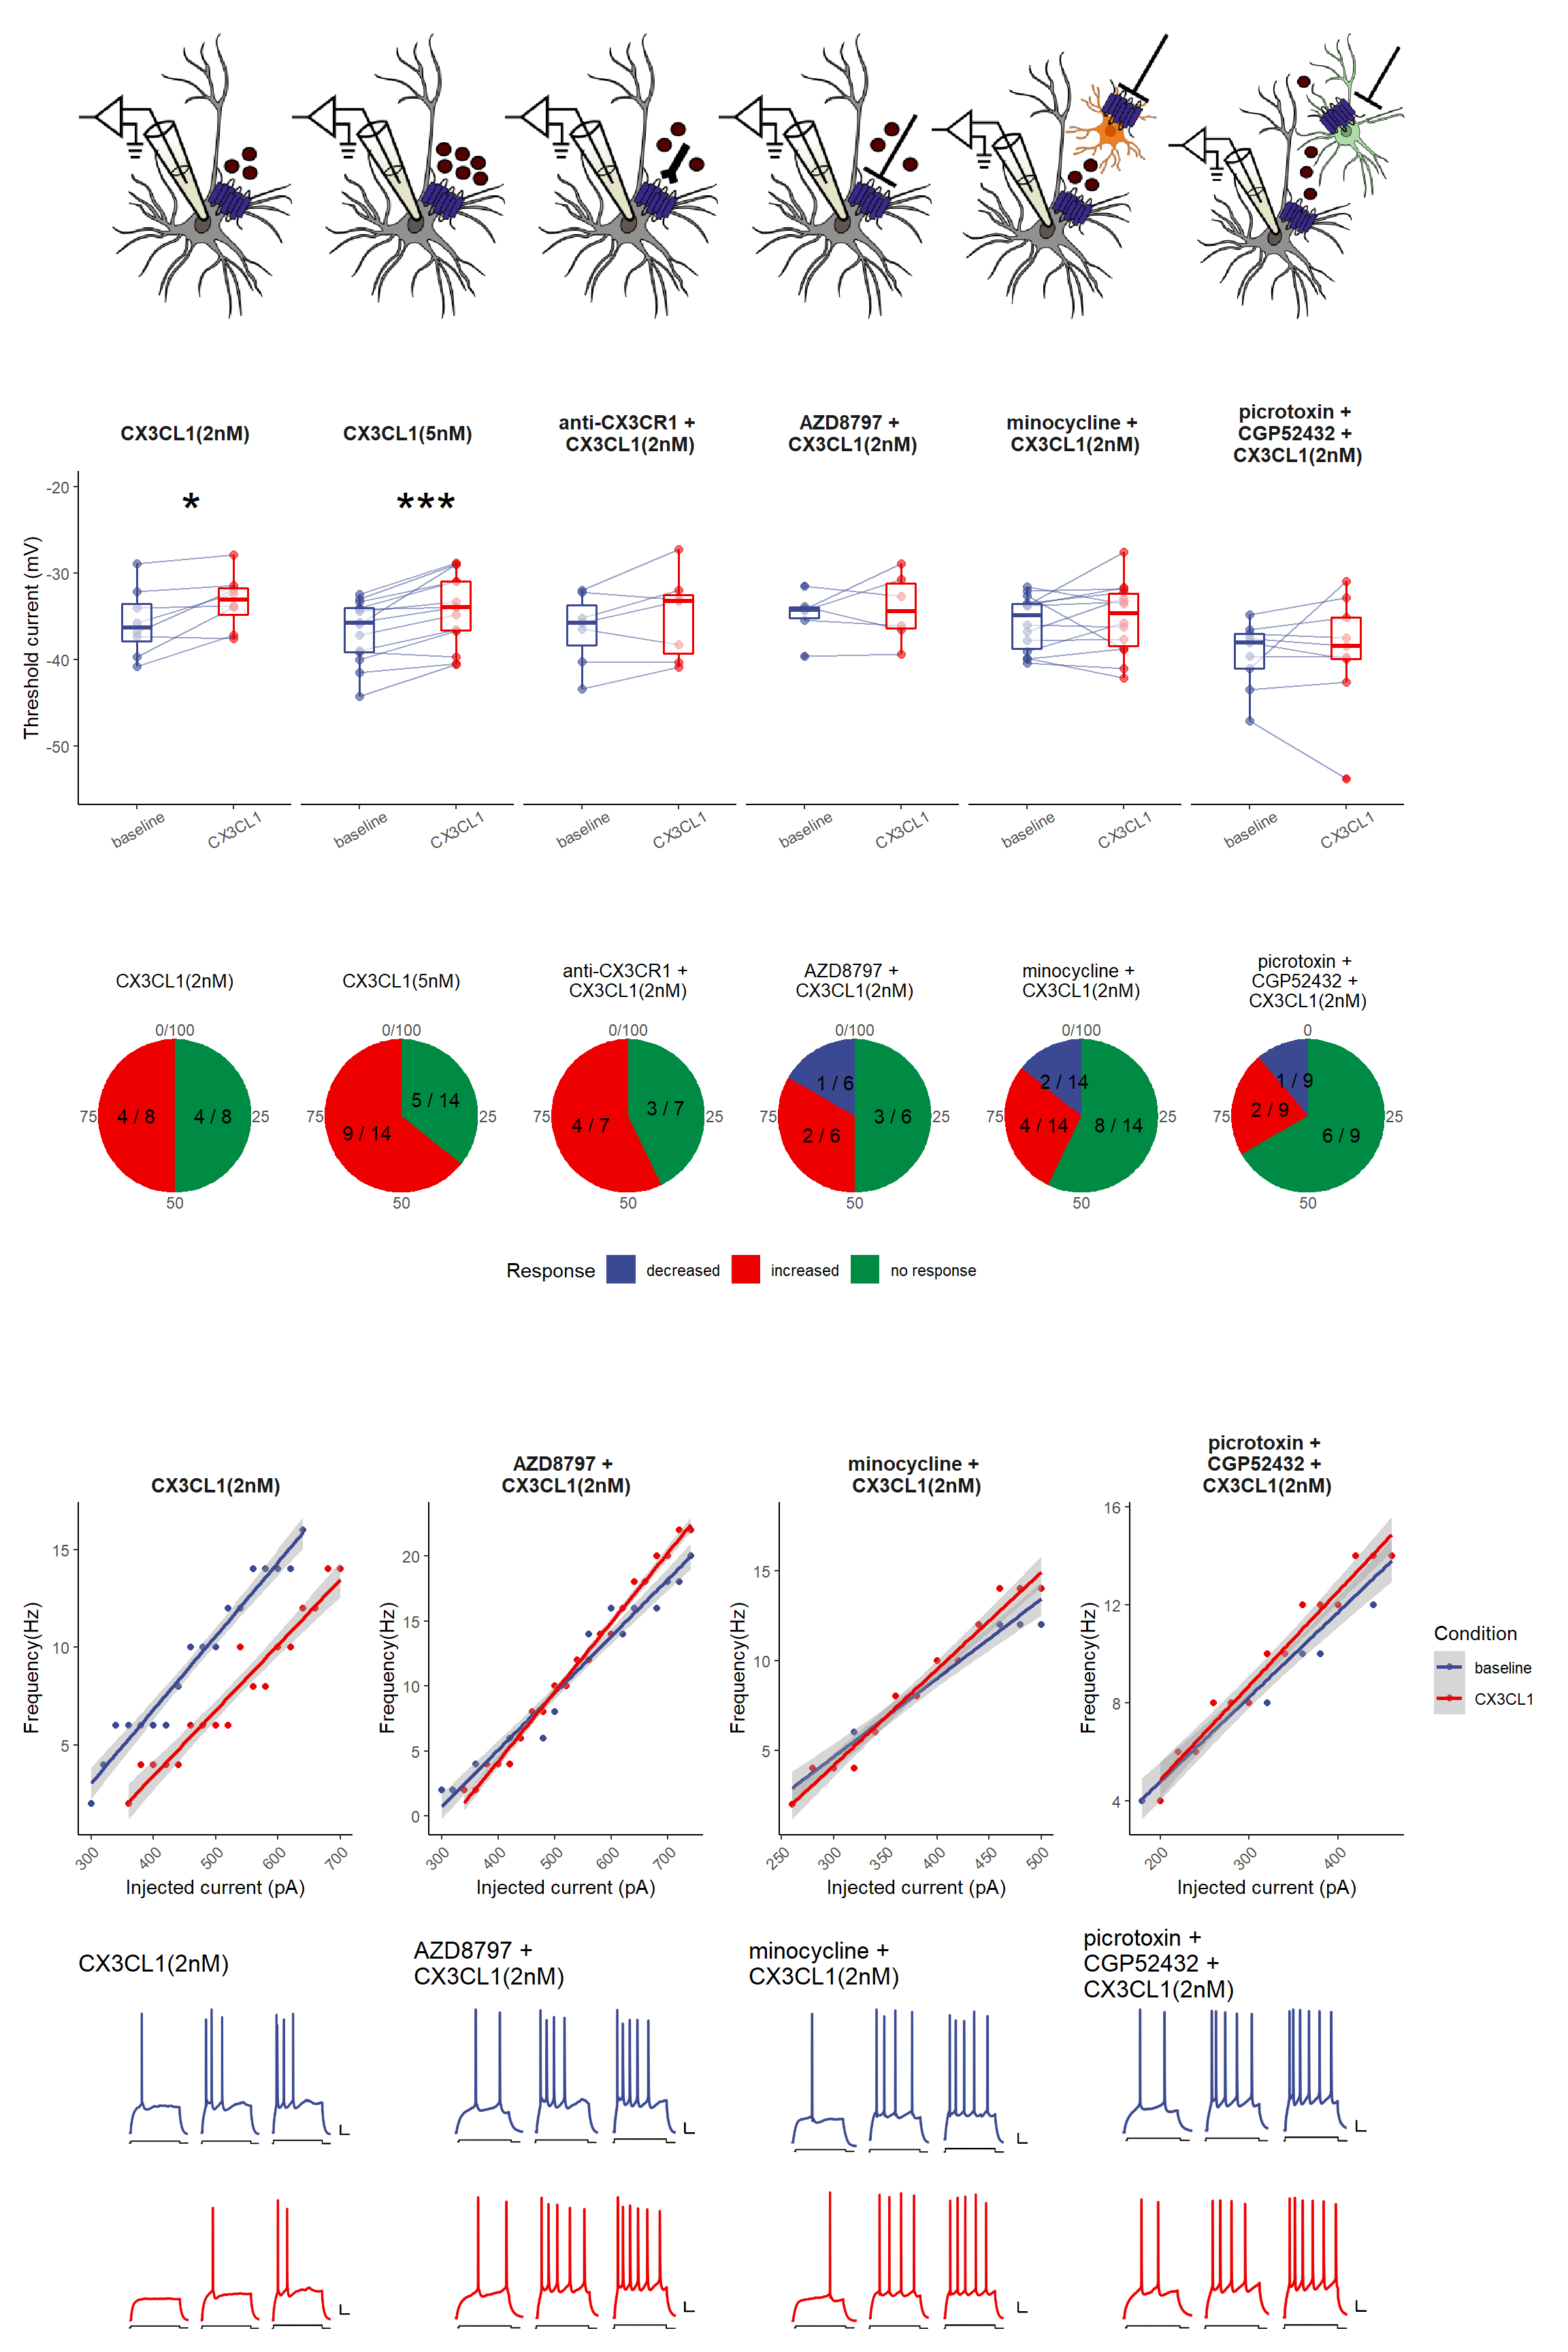 CX3CL1(2nM)
CX3CL1(5nM)
anti-CX3CR1 +
CX3CL1(2nM)
AZD8797 +
CX3CL1(2nM)
minocycline +
CX3CL1(2nM)
picrotoxin +
CGP52432 +
CX3CL1(2nM)
Threshold current (mV)
-20
-30
-40
-50
*
***
baseline
CX3CL1
baseline
CX3CL1
baseline
CX3CL1
baseline
CX3CL1
baseline
CX3CL1
baseline
CX3CL1
CX3CL1(2nM)
CX3CL1(5nM)
anti-CX3CR1 +
CX3CL1(2nM)
AZD8797 +
CX3CL1(2nM)
minocycline +
CX3CL1(2nM)
picrotoxin +
CGP52432 +
CX3CL1(2nM)
0/100
75
4 / 8
4 / 8
25
50
0/100
75
5 / 14
9 / 14
25
50
0/100
75
3 / 7
4 / 7
25
50
0/100
75
1 / 6
3 / 6
2 / 6
25
50
0/100
75
2 / 14
4 / 14
8 / 14
25
50
0
75
1 / 9
2 / 9
6 / 9
25
50
Response
decreased
increased
no response
CX3CL1(2nM)
Frequency(Hz)
15
10
5
300
400
500
600
700
Injected current (pA)
AZD8797 +
CX3CL1(2nM)
Frequency(Hz)
20
15
10
5
0
300
400
500
600
700
Injected current (pA)
minocycline +
CX3CL1(2nM)
Frequency(Hz)
15
10
5
250
300
350
400
450
500
Injected current (pA)
picrotoxin +
CGP52432 +
CX3CL1(2nM)
Frequency(Hz)
16
12
8
4
200
300
400
Injected current (pA)
Condition
baseline
CX3CL1
CX3CL1(2nM)
AZD8797 +
CX3CL1(2nM)
minocycline +
CX3CL1(2nM)
picrotoxin +
CGP52432 +
CX3CL1(2nM)